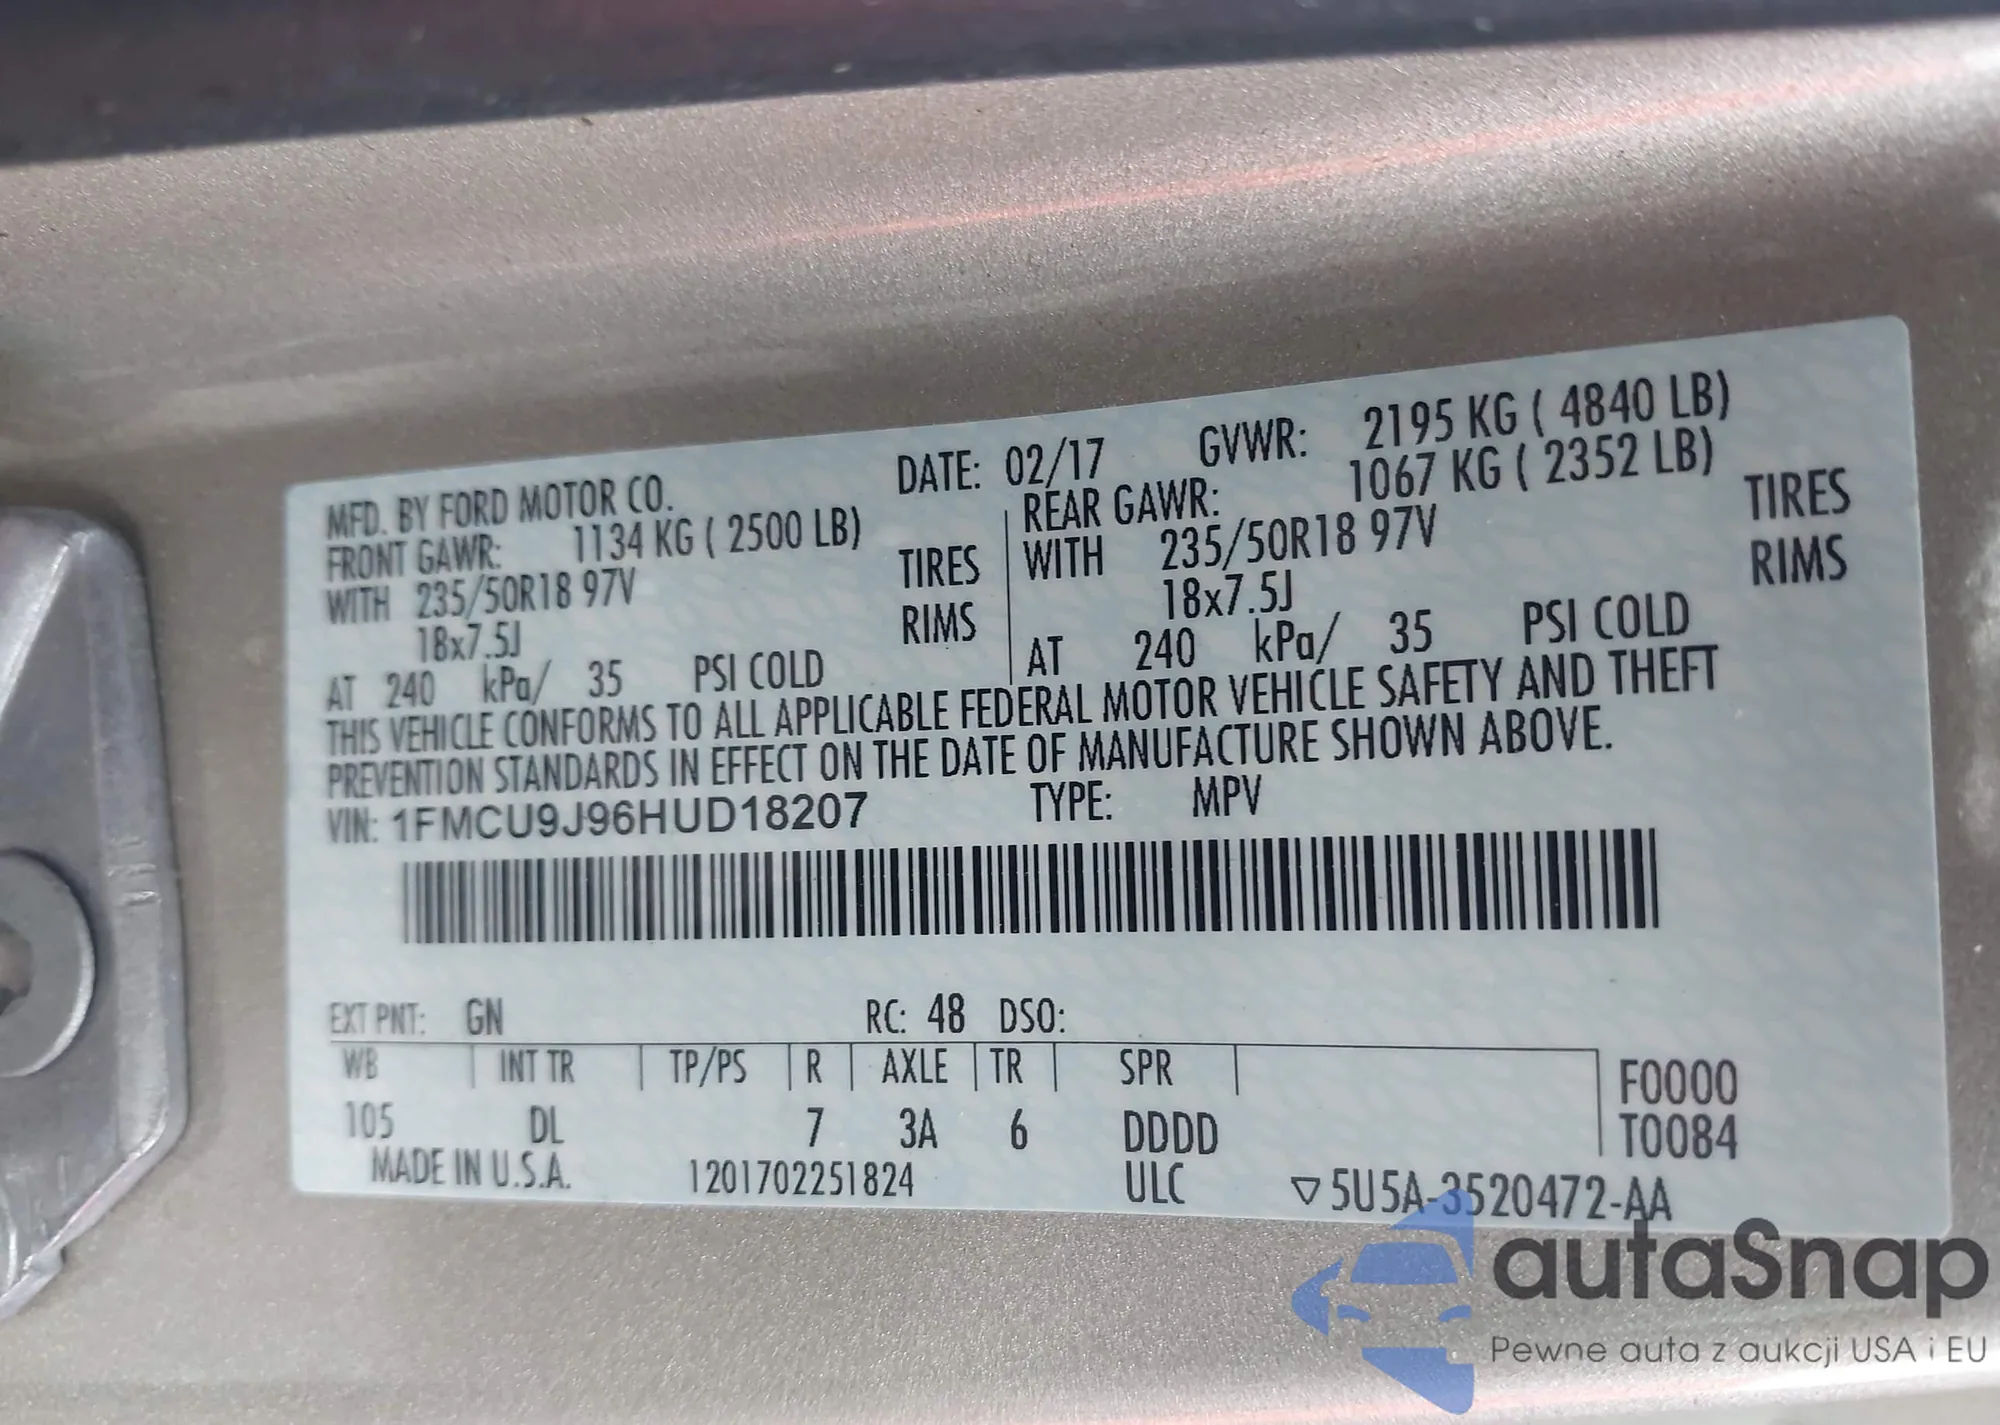 MFD. BY FORD MOTOR CO. DATE: 02/17 GVWR: 2195 KG ( 4840 LB)
FRONT GAWR: 1134 KG ( 2500 LB) REAR GAWR: 1067 KG ( 2352 LB)
WITH 235/50R18 97V TIRES WITH 235/50R18 97V TIRES
18x7.5J RIMS 18x7.5J RIMS
AT 240 kPa/ 35 PSI COLD AT 240 kPa/ 35 PSI COLD
THIS VEHICLE CONFORMS TO ALL APPLICABLE FEDERAL MOTOR VEHICLE SAFETY AND THEFT
PREVENTION STANDARDS IN EFFECT ON THE DATE OF MANUFACTURE SHOWN ABOVE.
VIN: 1FMCU9J96HUD18207 TYPE: MPV
EXT PNT: GN RC: 48 DSO:
WB INT TR TP/PS R AXLE TR SPR F0000
105 DL 7 3A 6 DDDD T0084
MADE IN U.S.A. 1201702251824 ULC ▽5U5A-3520472-AA
autaSnap
Pewne auta z aukcji USA i EU